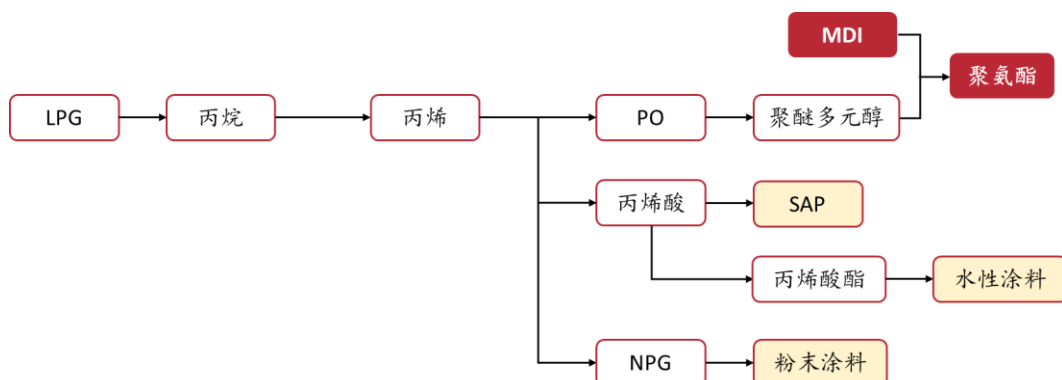 MDI
聚氨酯
LPG
丙烷
丙烯
PO
聚醚多元醇
丙烯酸
SAP
丙烯酸酯
水性涂料
NPG
粉末涂料